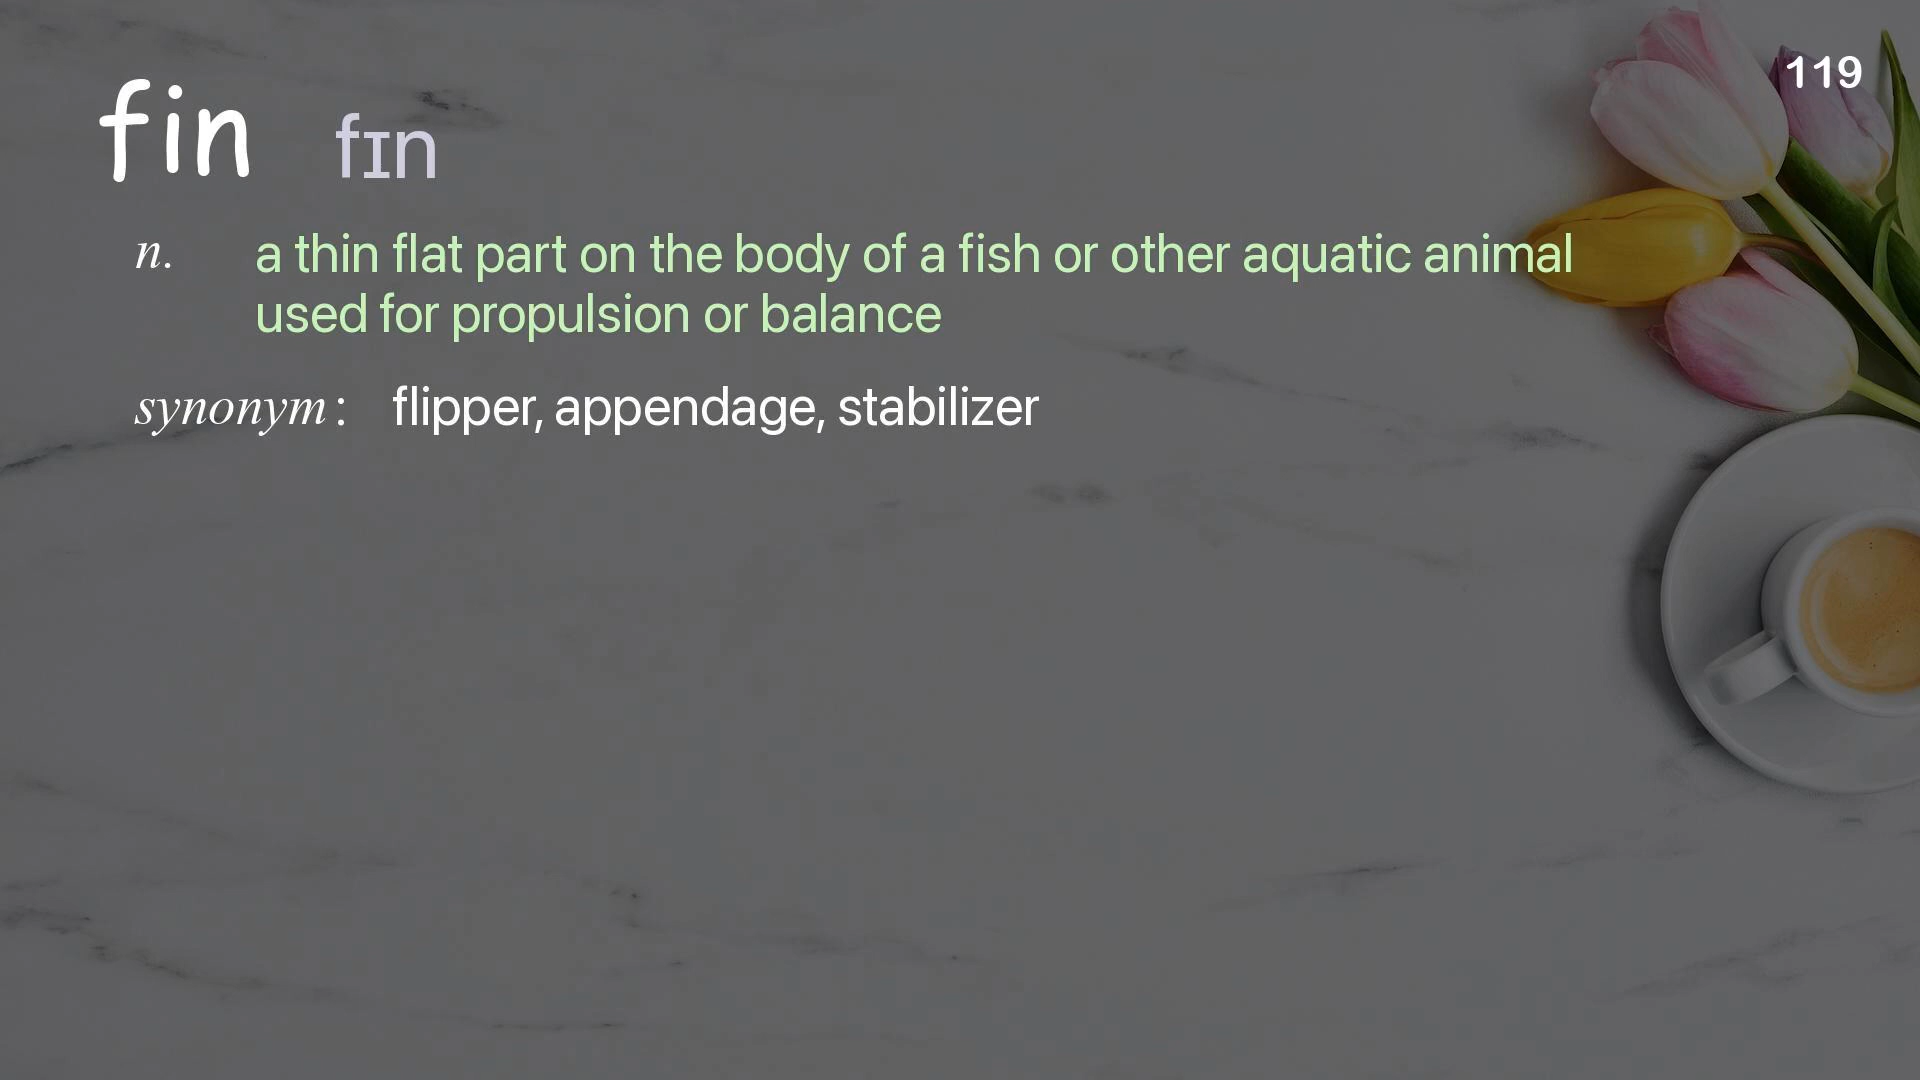 119
fin fɪn
n. a thin flat part on the body of a fish or other aquatic animal
used for propulsion or balance
synonym: flipper, appendage, stabilizer